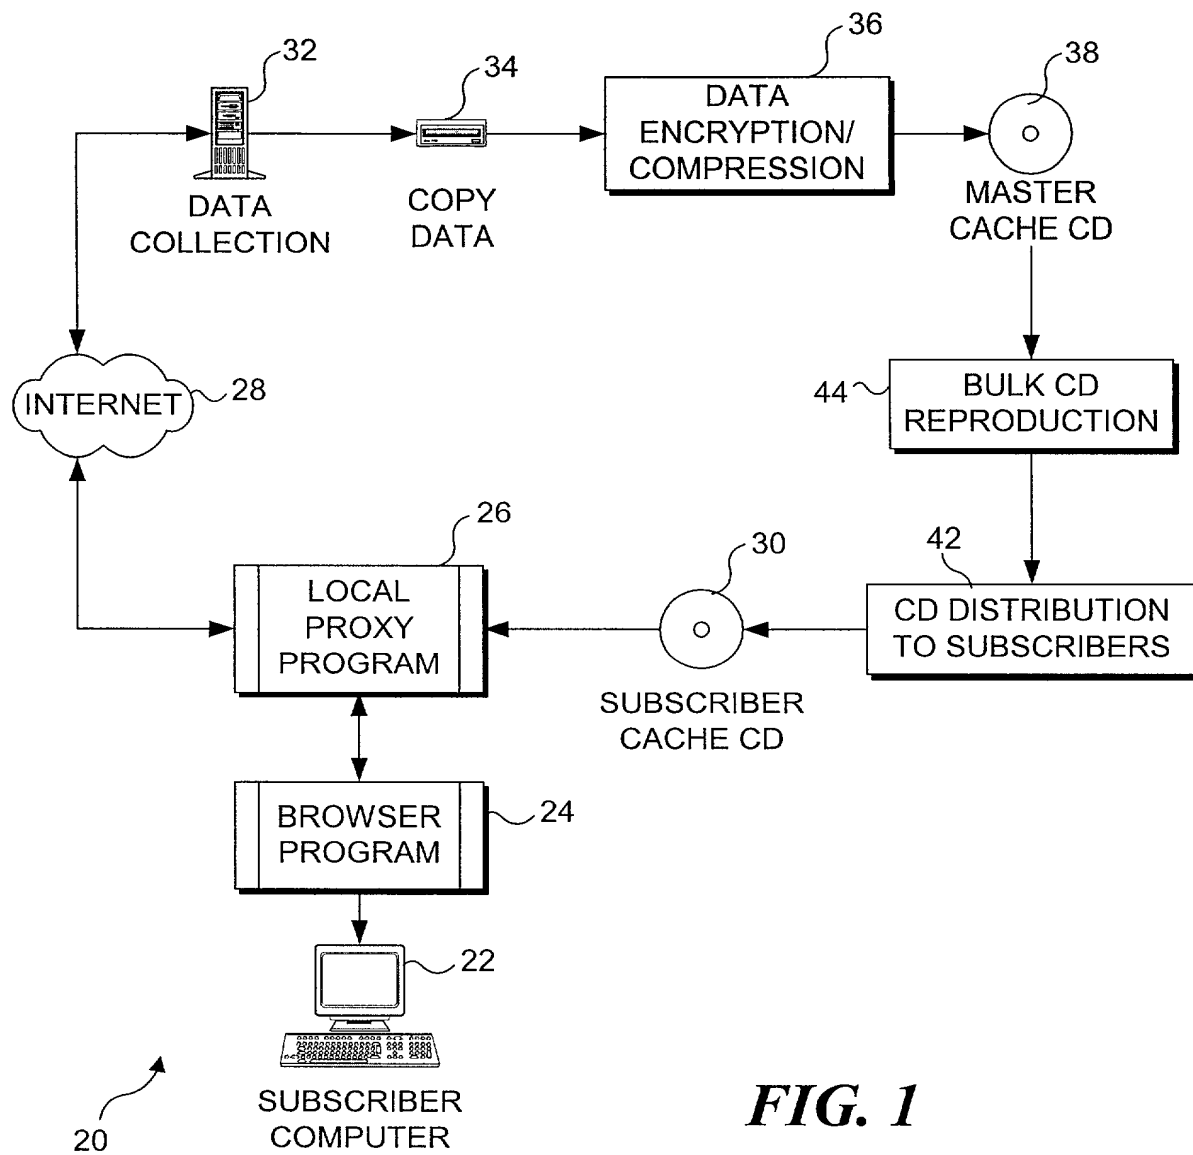 32
34
36
38
DATA
COLLECTION
COPY
DATA
DATA
ENCRYPTION/
COMPRESSION
MASTER
CACHE CD
INTERNET
28
44
BULK CD
REPRODUCTION
26
30
42
LOCAL
PROXY
PROGRAM
CD DISTRIBUTION
TO SUBSCRIBERS
SUBSCRIBER
CACHE CD
BROWSER
PROGRAM
24
22
SUBSCRIBER
COMPUTER
20
FIG. 1